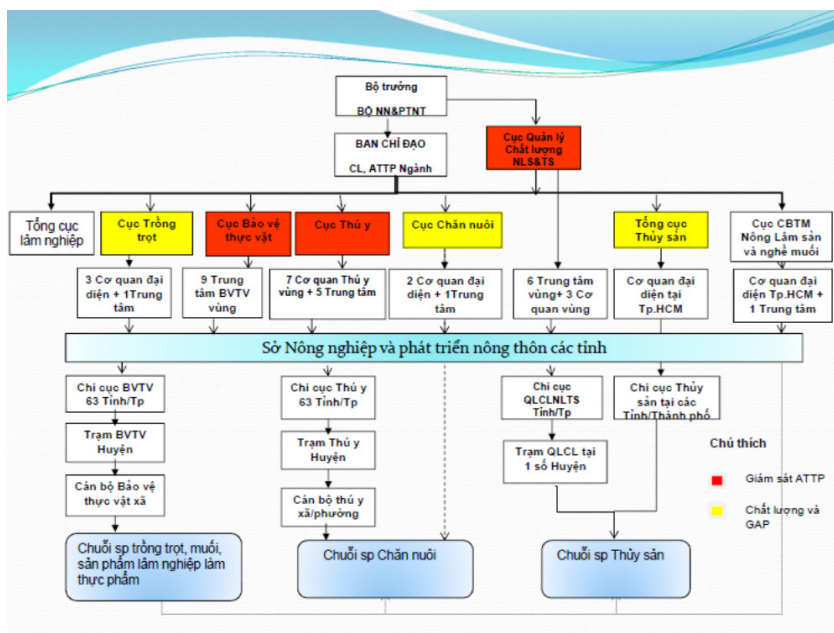 Bộ trưởng
BỘ NN&PTNT
BAN CHỈ ĐẠO
CL, ATTP Ngành
Cục Quản lý
Chất lượng
NLS&TS
Tổng cục
lâm nghiệp
Cục Trồng
trọt
Cục Bảo vệ
thực vật
Cục Thú y
Cục Chăn nuôi
Tổng cục
Thủy sản
Cục CBTM
Nông Lâm sản
và nghề muối
3 Cơ quan đại
diện + 1Trung
tâm
9 Trung
tâm BVTV
vùng
7 Cơ quan Thú y
vùng + 5 Trung tâm
2 Cơ quan đại
diện + 1Trung
tâm
6 Trung tâm
vùng+ 3 Cơ
quan vùng
Cơ quan đại
diện tại
Tp.HCM
Cơ quan đại
diện Tp.HCM +
1 Trung tâm
Sở Nông nghiệp và phát triển nông thôn các tỉnh
Chi cục BVTV
63 Tỉnh/Tp
Trạm BVTV
Huyện
Cán bộ Bảo vệ
thực vật xã
Chi cục Thú y
63 Tỉnh/Tp
Trạm Thú y
Huyện
Cán bộ thú y
xã/phường
Chi cục
QLCLNLTS
Tỉnh/Tp
Trạm QLCL tại
1 số Huyện
Chi cục Thủy
sản tại các
Tỉnh/Thành phố
Chú thích
Giám sát ATTP
Chất lượng và
GAP
Chuỗi sp trồng trọt, muối,
sản phẩm lâm nghiệp làm
thực phẩm
Chuỗi sp Chăn nuôi
Chuỗi sp Thủy sản